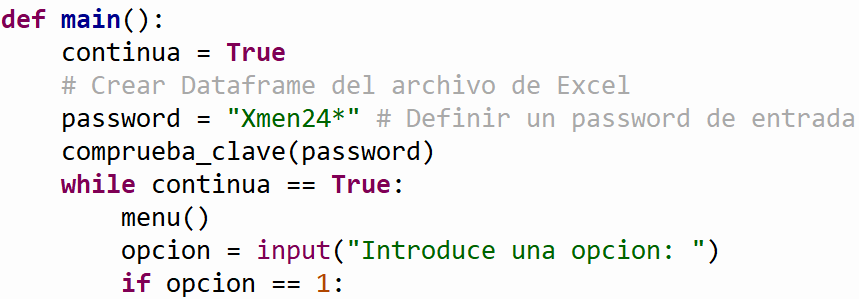 def main():
    continua = True
    # Crear Dataframe del archivo de Excel
    password = "Xmen24*" # Definir un password de entrada
    comprueba_clave(password)
    while continua == True:
        menu()
        opcion = input("Introduce una opcion: ")
        if opcion == 1: